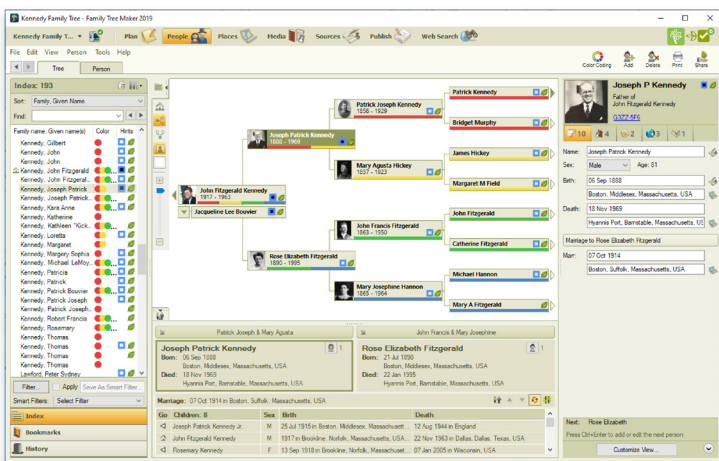 Kennedy Family Tree - Family Tree Maker 2019
Kennedy Family T... Plan People Places Media Sources Publish Web Search
File Edit View Person Tools Help
Tree Person
Color Coding Add Delete Print Share
Index: 193
Sort: Family, Given Name
Find:
Family name, Given name(s) Color Hints
Kennedy, Gilbert
Kennedy, John
Kennedy, John
Kennedy, John Fitzgerald
Kennedy, John Fitzgeral...
Kennedy, Joseph Patrick
Kennedy, Joseph Patrick...
Kennedy, Kara Anne
Kennedy, Katherine
Kennedy, Kathleen "Kick...
Kennedy, Loretta
Kennedy, Margaret
Kennedy, Margery Sophia
Kennedy, Michael LeMoy...
Kennedy, Patricia
Kennedy, Patrick
Kennedy, Patrick Bouvier
Kennedy, Patrick Joseph
Kennedy, Patrick Joseph...
Kennedy, Robert Francis
Kennedy, Rosemary
Kennedy, Thomas
Kennedy, Thomas
Kennedy, Thomas
Kennedy, Thomas
Lawford, Peter Sydney
Filter... Apply Save As Smart Filter...
Smart Filters: Select Filter
Index
Bookmarks
History
Patrick Kennedy
Patrick Joseph Kennedy
1858 - 1929
Bridget Murphy
Joseph Patrick Kennedy
1888 - 1969
James Hickey
Mary Agusta Hickey
1857 - 1923
Margaret M Field
John Fitzgerald Kennedy
1917 - 1963
Jacqueline Lee Bouvier
John Fitzgerald
John Francis Fitzgerald
1863 - 1950
Catherine Fitzgerald
Rose Elizabeth Fitzgerald
1890 - 1995
Michael Hannon
Mary Josephine Hannon
1865 - 1964
Mary A Fitzgerald
Patrick Joseph & Mary Agusta
John Francis & Mary Josephine
Joseph Patrick Kennedy 1
Born: 06 Sep 1888
Boston, Middlesex, Massachusetts, USA
Died: 18 Nov 1969
Hyannis Port, Barnstable, Massachusetts, USA
Rose Elizabeth Fitzgerald 1
Born: 21 Jul 1890
Boston, Middlesex, Massachusetts, USA
Died: 22 Jan 1995
Hyannis Port, Barnstable, Massachusetts, USA
Marriage: 07 Oct 1914 in Boston, Suffolk, Massachusetts, USA
Go Children: 8 Sex Birth Death
Joseph Patrick Kennedy Jr. M 25 Jul 1915 in Boston, Middlesex, Massachusetts, USA 12 Aug 1944 in England
John Fitzgerald Kennedy M 1917 in Brookline, Norfolk, Massachusetts, USA... 22 Nov 1963 in Dallas, Dallas, Texas, USA
Rosemary Kennedy F 13 Sep 1918 in Brookline, Norfolk, Massachuset... 07 Jan 2005 in Wisconsin, USA
Joseph P Kennedy
Father of
John Fitzgerald Kennedy
G3ZZ-5F6
10 4 2 3 1
Name: Joseph Patrick Kennedy
Sex: Male Age: 81
Birth: 06 Sep 1888
Boston, Middlesex, Massachusetts, USA
Death: 18 Nov 1969
Hyannis Port, Barnstable, Massachusetts, US
Marriage to Rose Elizabeth Fitzgerald
Marr: 07 Oct 1914
Boston, Suffolk, Massachusetts, USA
Next: Rose Elizabeth
Press Ctrl+Enter to add or edit the next person
Customize View...